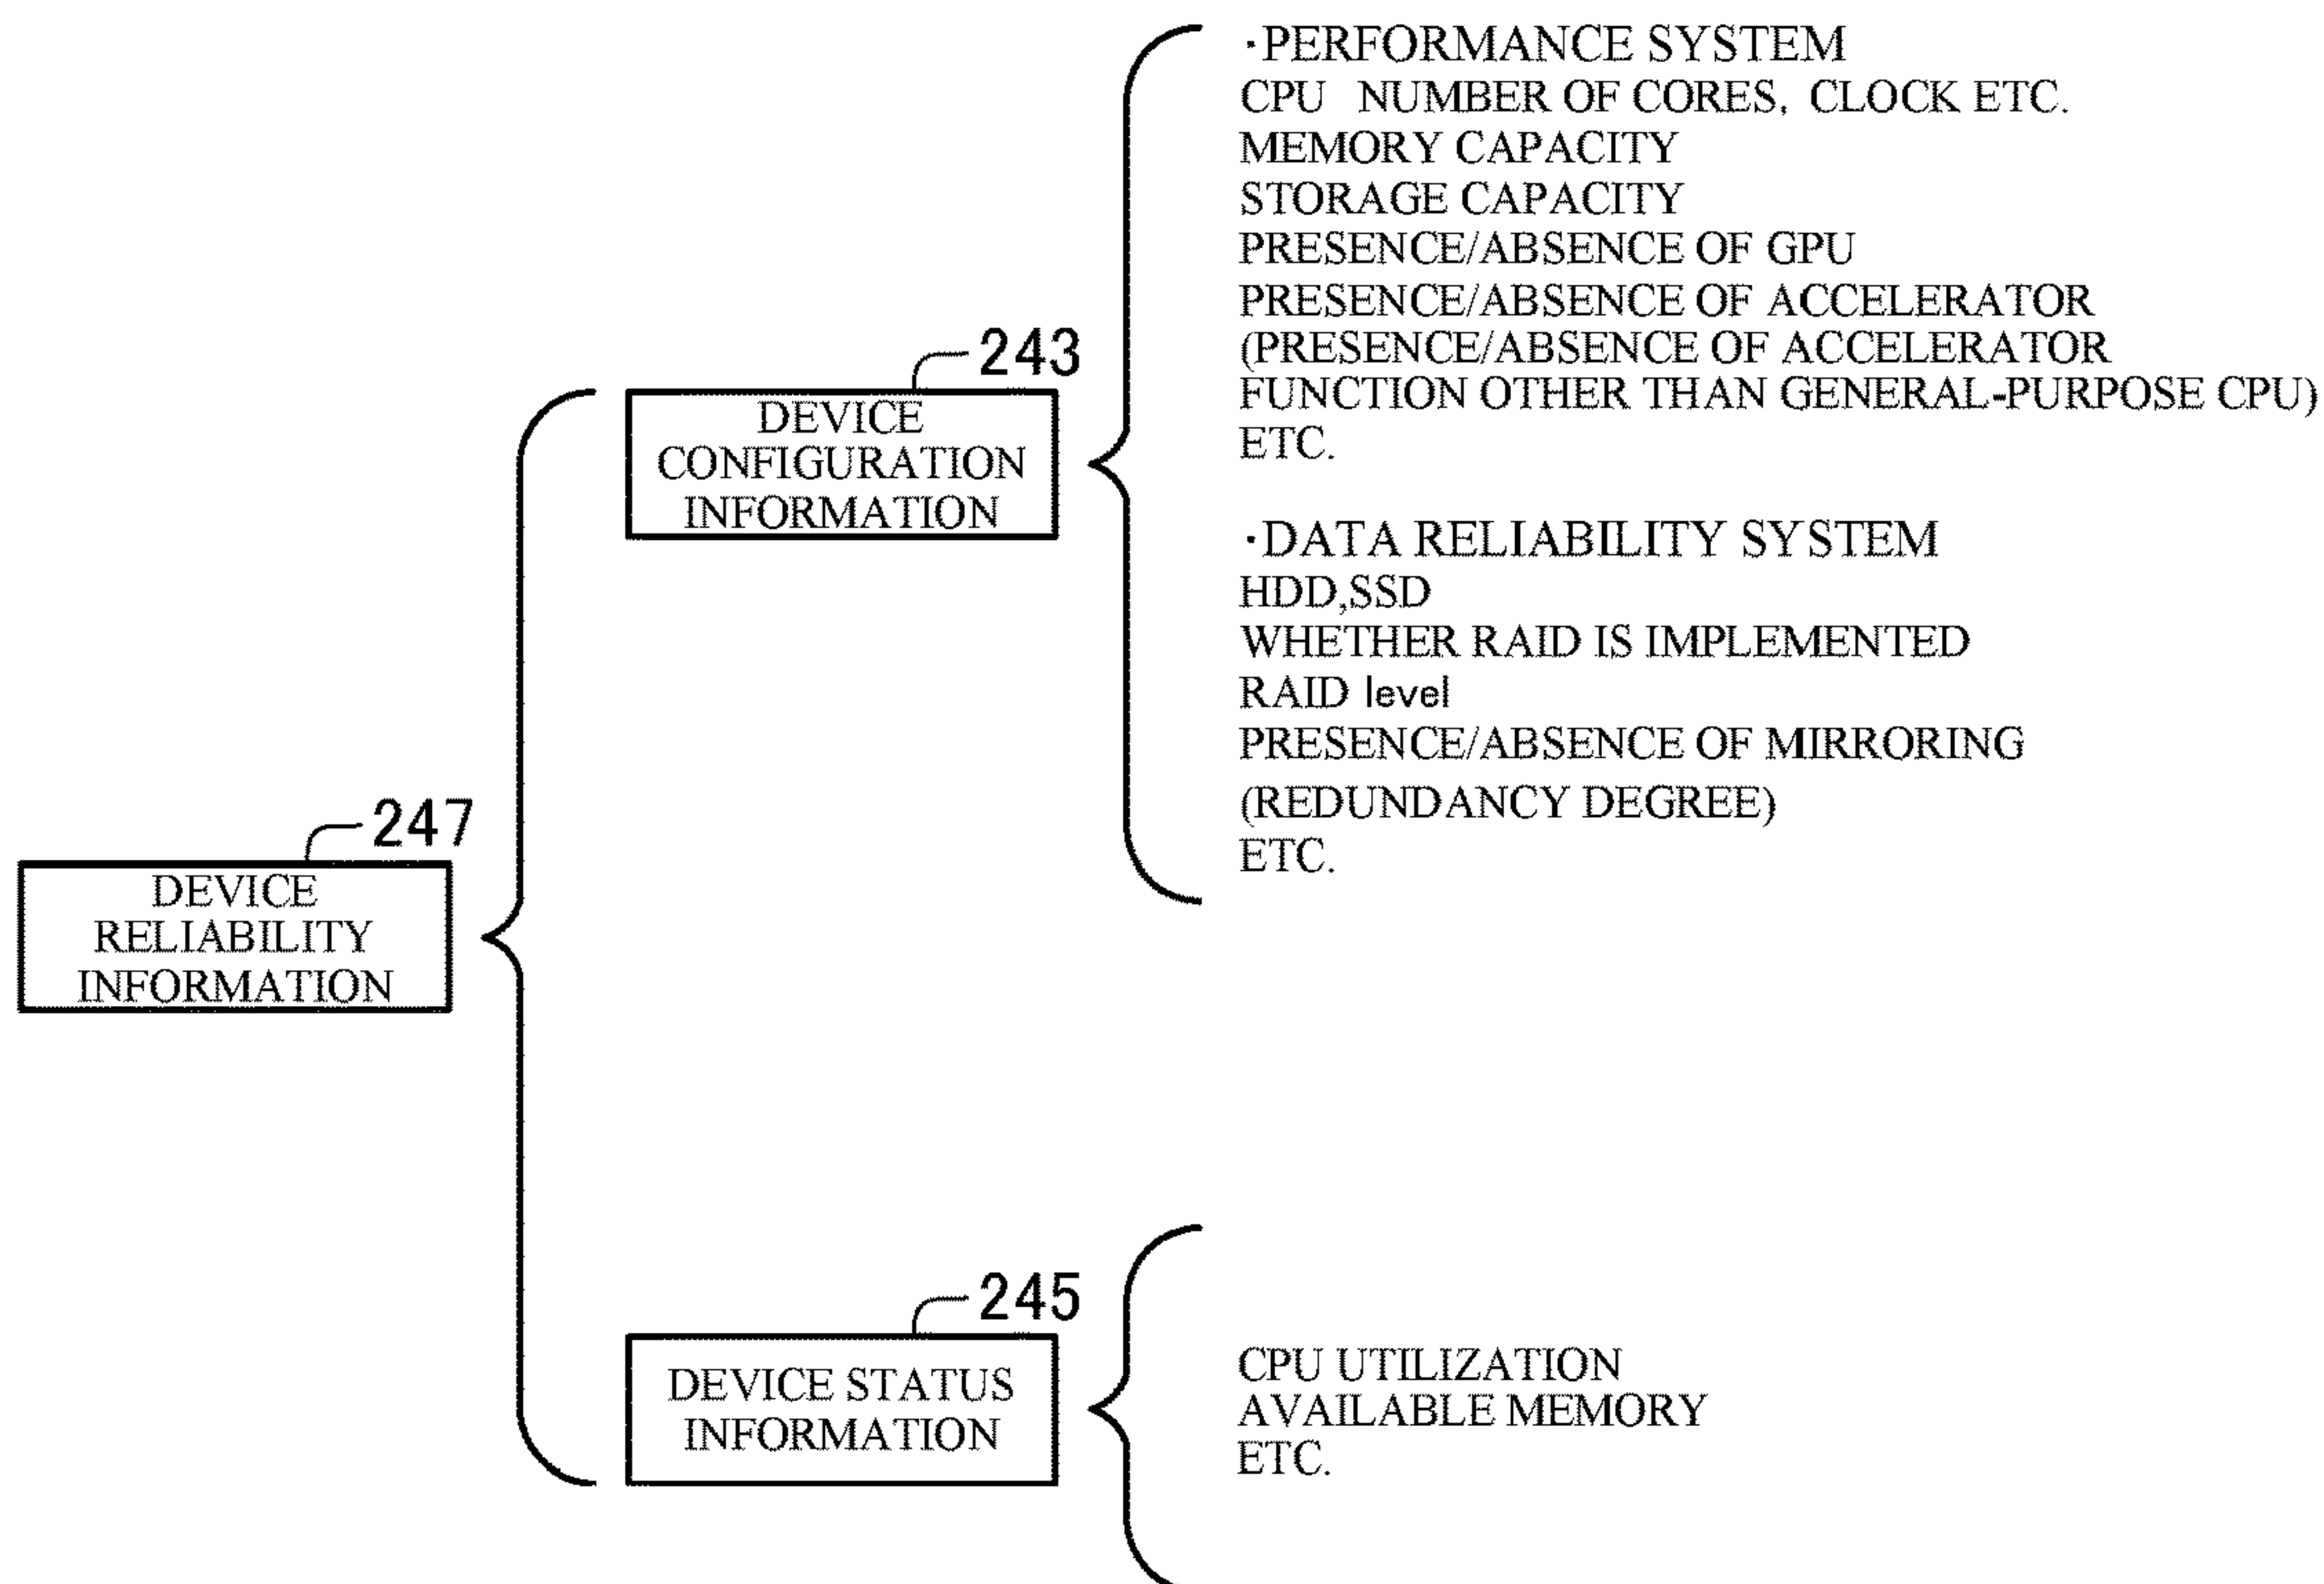 ·PERFORMANCE SYSTEM
CPU NUMBER OF CORES, CLOCK ETC.
MEMORY CAPACITY
STORAGE CAPACITY
PRESENCE/ABSENCE OF GPU
PRESENCE/ABSENCE OF ACCELERATOR
(PRESENCE/ABSENCE OF ACCELERATOR
FUNCTION OTHER THAN GENERAL-PURPOSE CPU)
ETC.
243
DEVICE
CONFIGURATION
INFORMATION
·DATA RELIABILITY SYSTEM
HDD,SSD
WHETHER RAID IS IMPLEMENTED
RAID level
PRESENCE/ABSENCE OF MIRRORING
(REDUNDANCY DEGREE)
ETC.
247
DEVICE
RELIABILITY
INFORMATION
245
DEVICE STATUS
INFORMATION
CPU UTILIZATION
AVAILABLE MEMORY
ETC.